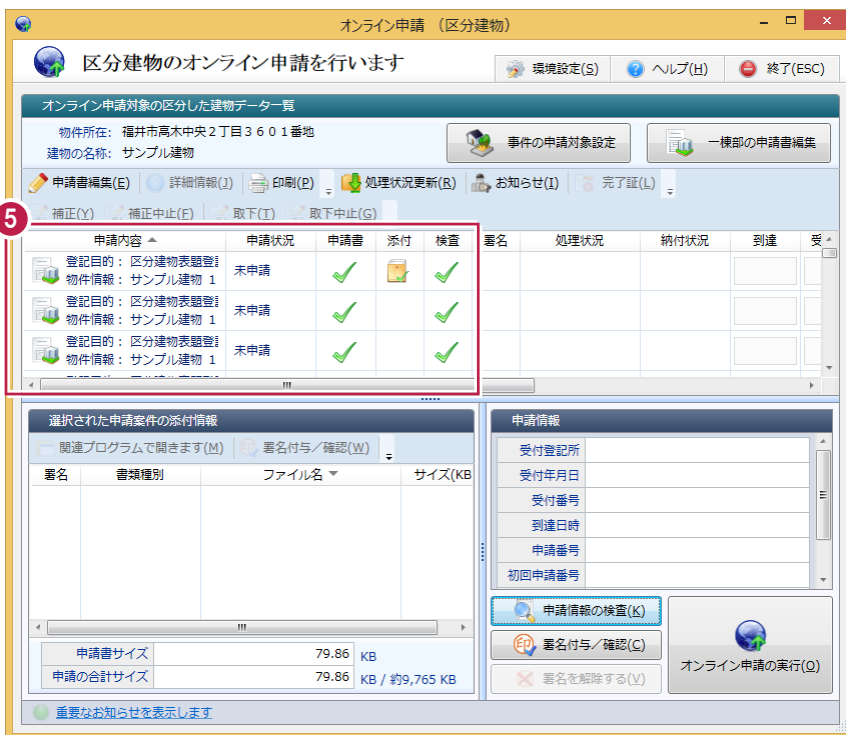 オンライン申請 (区分建物)
区分建物のオンライン申請を行います
環境設定(S) ヘルプ(H) 終了(ESC)
オンライン申請対象の区分した建物データ一覧
物件所在: 福井市高木中央2丁目3601番地
建物の名称: サンプル建物
事件の申請対象設定 一棟部の申請書編集
申請書編集(E) 詳細情報(J) 印刷(P) 処理状況更新(R) お知らせ(I) 完了証(L)
補正(Y) 補正中止(F) 取下(T) 取下中止(G)
5
申請内容 申請状況 申請書 添付 検査 署名 処理状況 納付状況 到達 受
登記目的: 区分建物表題登
物件情報: サンプル建物 1
未申請
登記目的: 区分建物表題登
物件情報: サンプル建物 1
未申請
登記目的: 区分建物表題登
物件情報: サンプル建物 1
未申請
選択された申請案件の添付情報
関連プログラムで開きます(M) 署名付与/確認(W)
署名 書類種別 ファイル名 サイズ(KB
申請書サイズ 79.86 KB
申請の合計サイズ 79.86 KB / 約9,765 KB
申請情報
受付登記所
受付年月日
受付番号
到達日時
申請番号
初回申請番号
申請情報の検査(K)
署名付与/確認(C)
署名を解除する(V)
オンライン申請の実行(O)
重要なお知らせを表示します